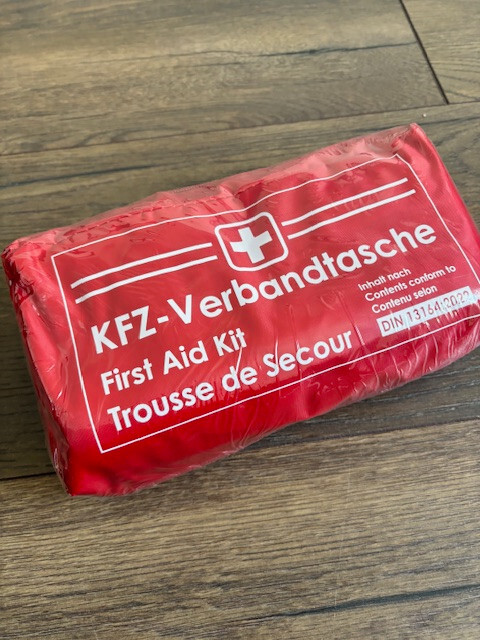 KFZ-Verbandtasche
First Aid Kit
Trousse de Secour
Inhalt nach
Contents conform to
Contenu selon
DIN 13164:2022